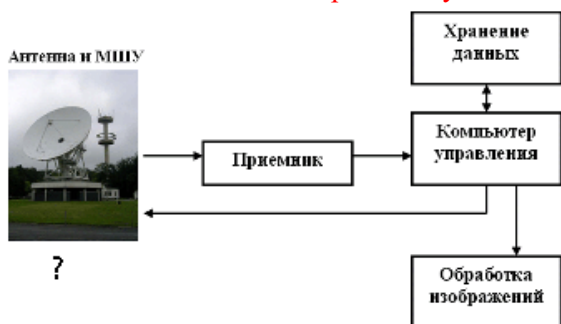 Хранение
данных
Антенна и МШУ
Приемник
Компьютер
управления
?
Обработка
изображений